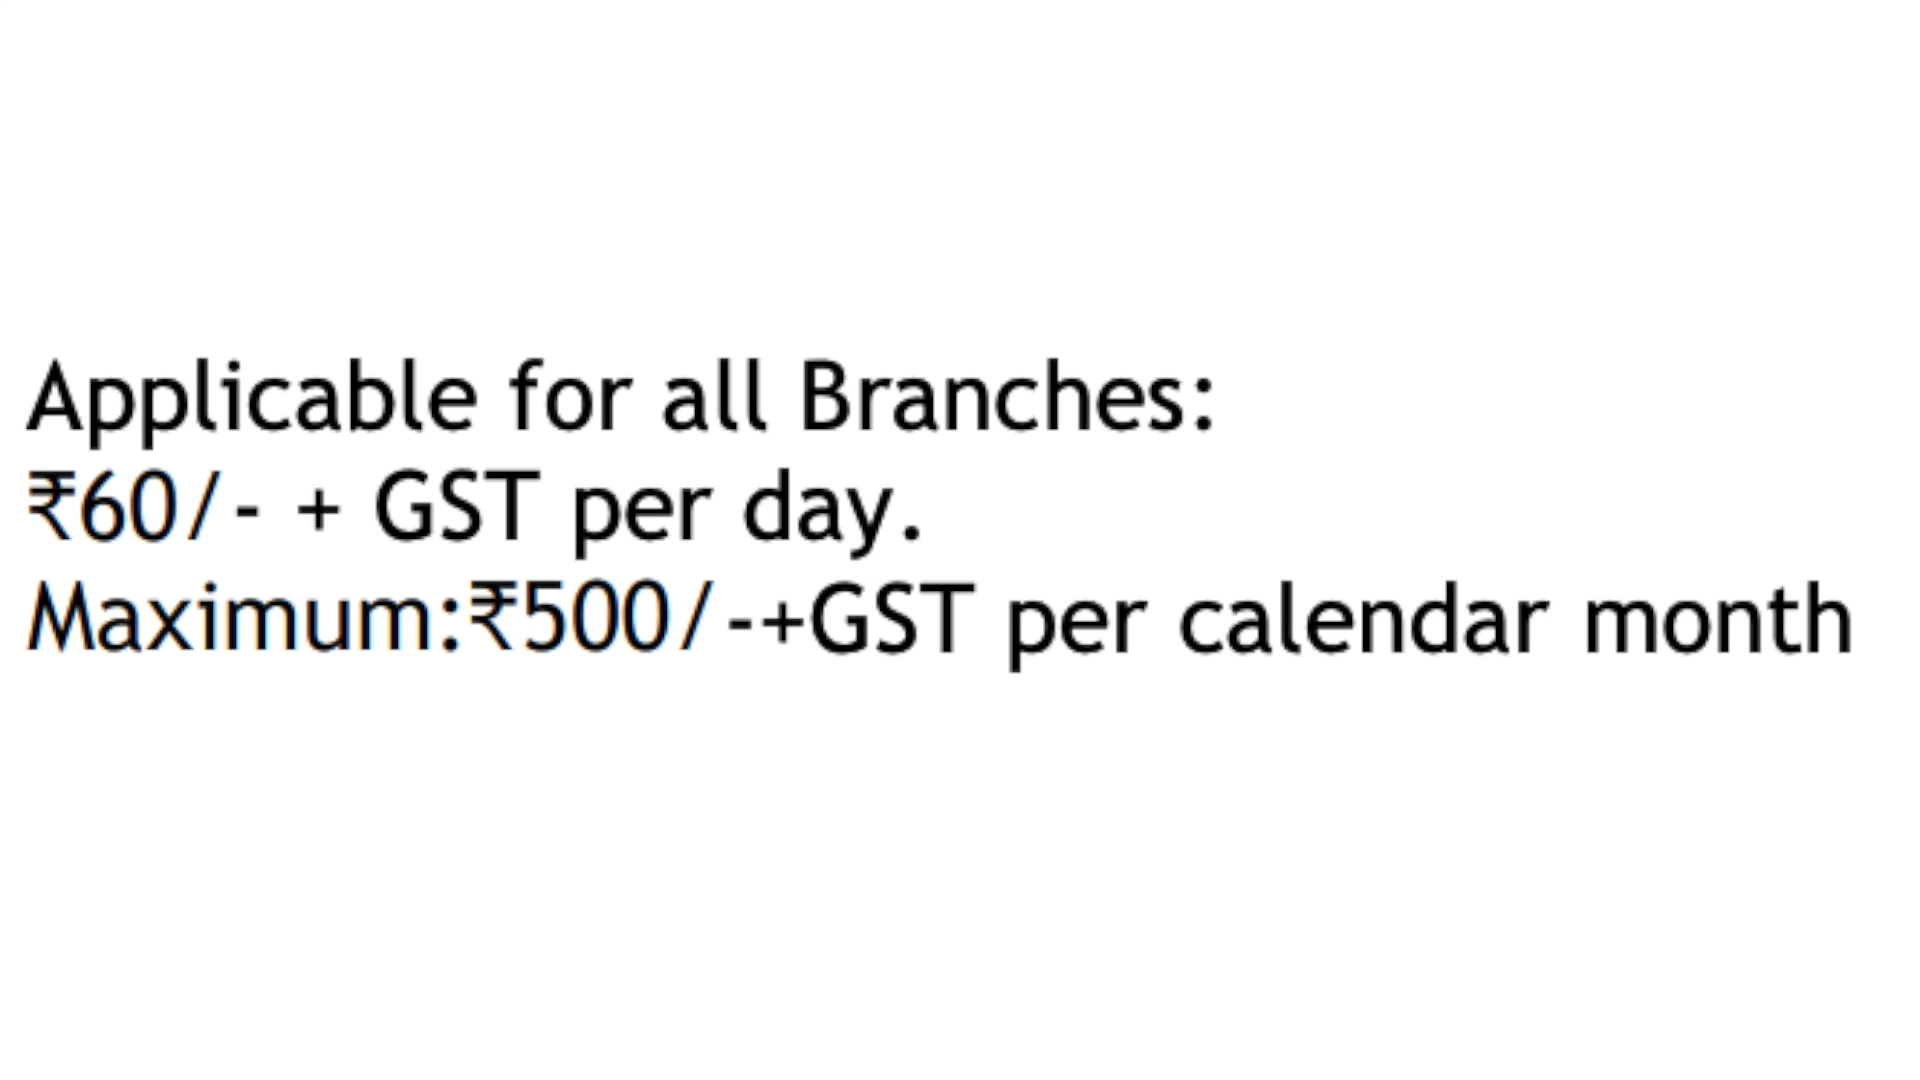 Applicable for all Branches:
₹60/- + GST per day.
Maximum:₹500/-+GST per calendar month